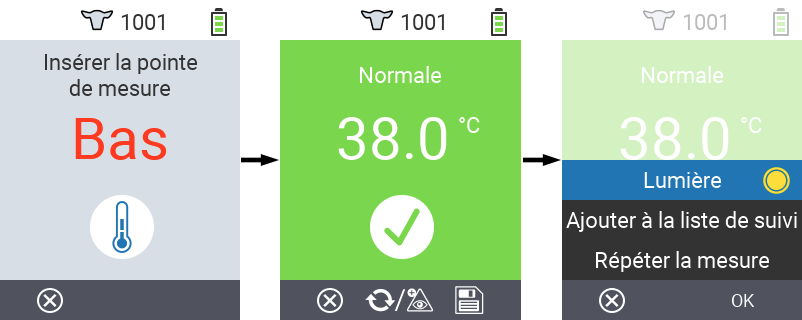 1001
Insérer la pointe
de mesure
Bas
1001
Normale
38.0 °C
1001
Normale
38.0 °C
Lumière
Ajouter à la liste de suivi
Répéter la mesure
OK